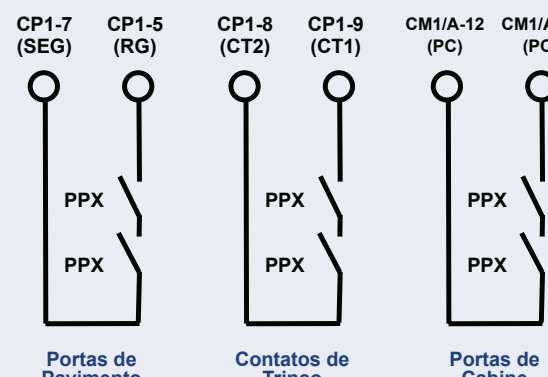 CP1-7 CP1-5 CP1-8 CP1-9 CM1/A-12
(SEG) (RG) (CT2) (CT1) (PC)
PPX PPX PPX
PPX PPX PPX
Portas de Contatos de Portas de